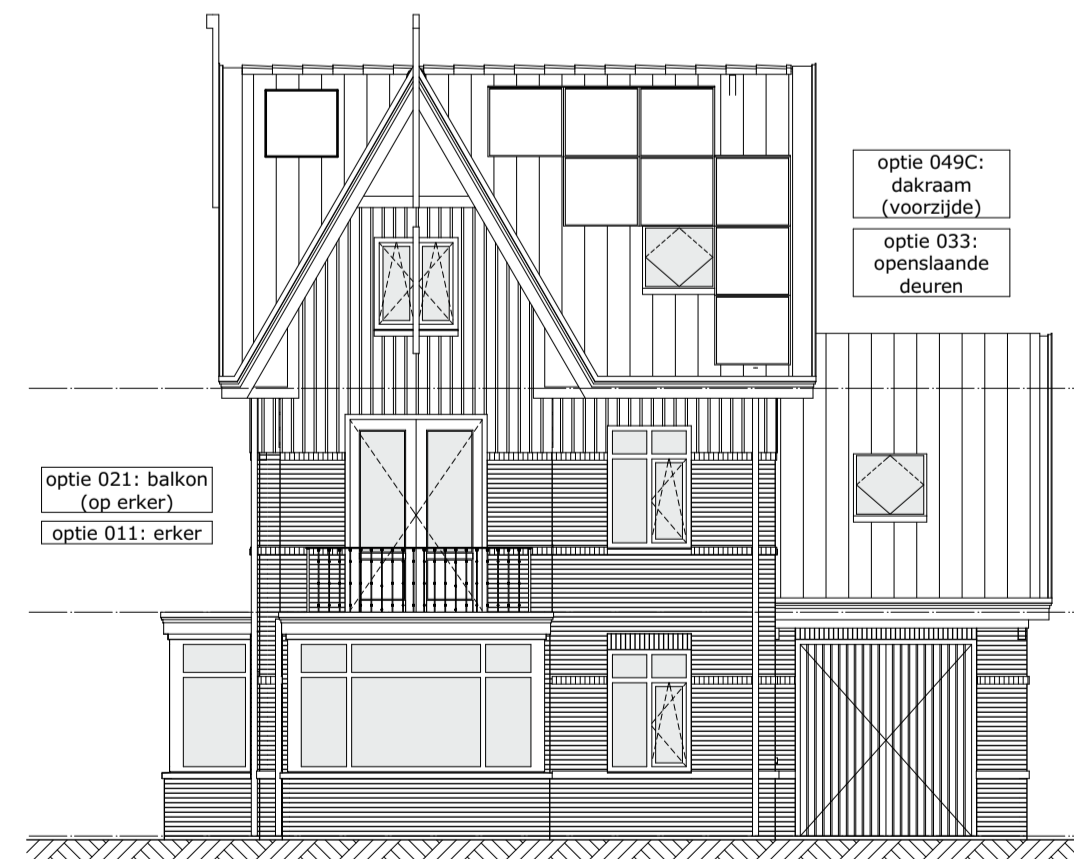 optie 049C:
dakraam
(voorzijde)
optie 033:
openslaande
deuren
optie 021: balkon
(op erker)
optie 011: erker